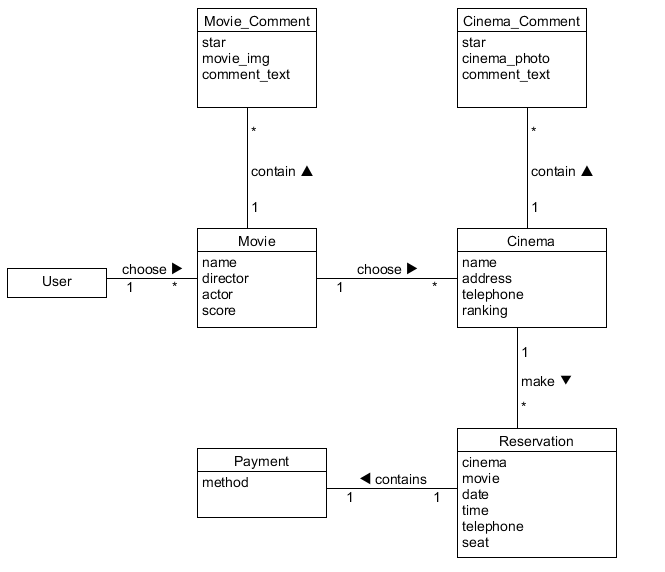 Movie_Comment
star
movie_img
comment_text
Cinema_Comment
star
cinema_photo
comment_text
*
contain ▲
1
*
contain ▲
1
User
choose ▶
1 *
Movie
name
director
actor
score
choose ▶
1 *
Cinema
name
address
telephone
ranking
1
make ▼
*
Payment
method
◀ contains
1 1
Reservation
cinema
movie
date
time
telephone
seat